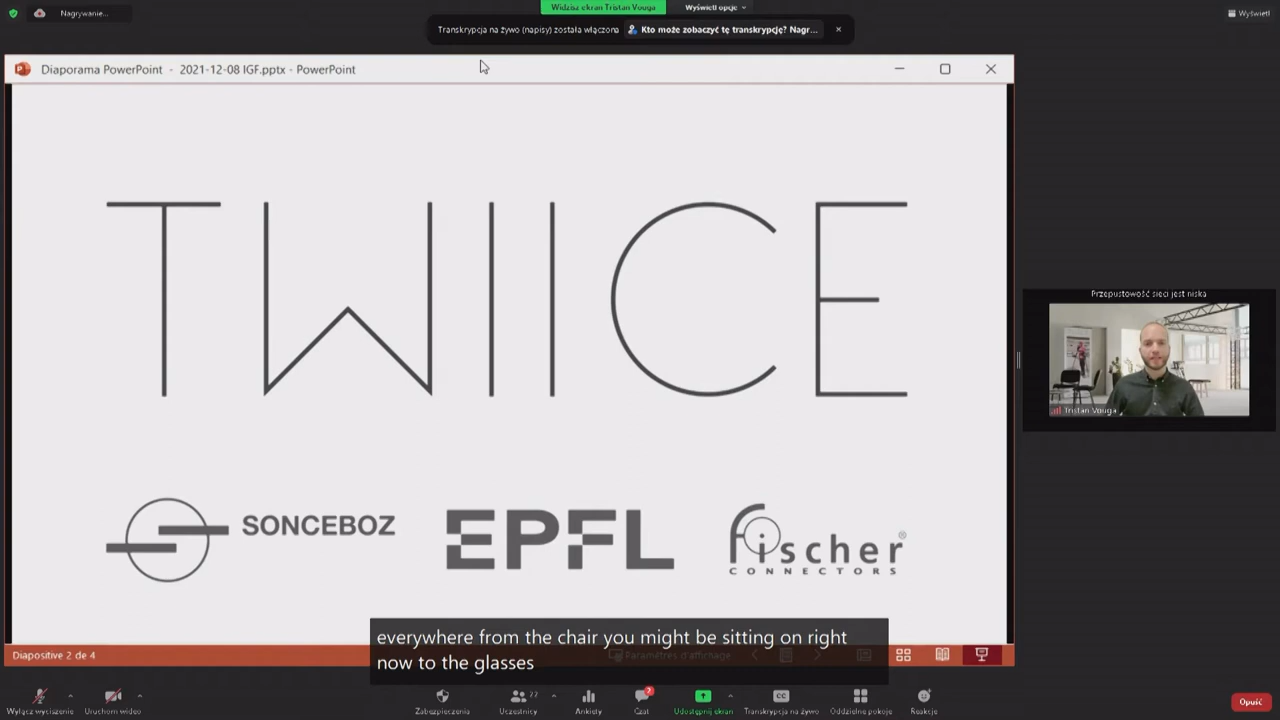 Nagrywanie...
Widzisz ekran Tristan Vouga
Wyświetl opcje
Wyświetl
Transkrypcja na żywo (napisy) została włączona
Kto może zobaczyć tę transkrypcję? Nagr...
Diaporama PowerPoint - 2021-12-08 IGF.pptx - PowerPoint
TWIICE
SONCEBOZ
EPFL
fischer®
CONNECTORS
Przepustowość sieci jest niska
Tristan Vouga
everywhere from the chair you might be sitting on right
now to the glasses
Diapositive 2 de 4
Paramètres d'affichage
Wyłącz wyciszenie
Uruchom wideo
Zabezpieczenia
Uczestnicy
Ankiety
Czat
Udostępnij ekran
CC
Transkrypcja na żywo
Oddzielne pokoje
Reakcje
Opuść